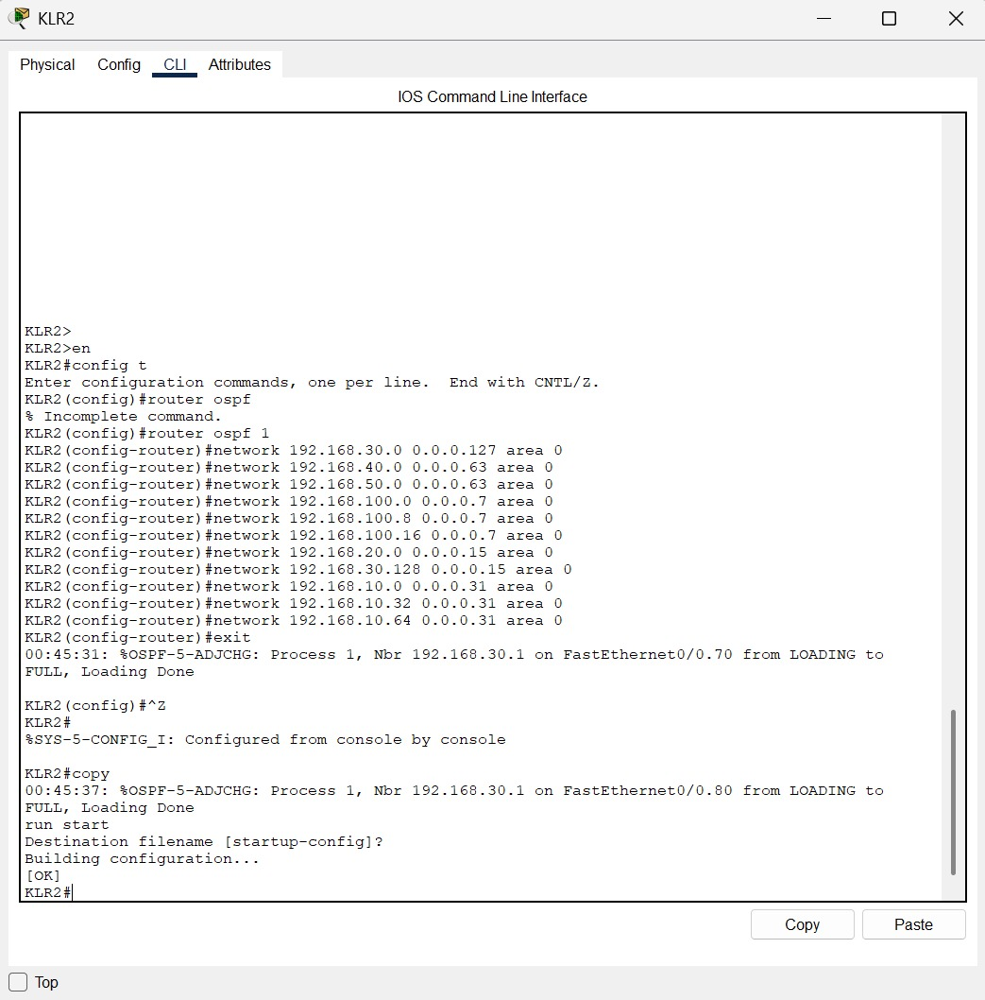 KLR2
Physical Config CLI Attributes
IOS Command Line Interface
KLR2>
KLR2>en
KLR2#config t
Enter configuration commands, one per line.  End with CNTL/Z.
KLR2(config)#router ospf
% Incomplete command.
KLR2(config)#router ospf 1
KLR2(config-router)#network 192.168.30.0 0.0.0.127 area 0
KLR2(config-router)#network 192.168.40.0 0.0.0.63 area 0
KLR2(config-router)#network 192.168.50.0 0.0.0.63 area 0
KLR2(config-router)#network 192.168.100.0 0.0.0.7 area 0
KLR2(config-router)#network 192.168.100.8 0.0.0.7 area 0
KLR2(config-router)#network 192.168.100.16 0.0.0.7 area 0
KLR2(config-router)#network 192.168.20.0 0.0.0.15 area 0
KLR2(config-router)#network 192.168.30.128 0.0.0.15 area 0
KLR2(config-router)#network 192.168.10.0 0.0.0.31 area 0
KLR2(config-router)#network 192.168.10.32 0.0.0.31 area 0
KLR2(config-router)#network 192.168.10.64 0.0.0.31 area 0
KLR2(config-router)#exit
00:45:31: %OSPF-5-ADJCHG: Process 1, Nbr 192.168.30.1 on FastEthernet0/0.70 from LOADING to
FULL, Loading Done
KLR2(config)#^Z
KLR2#
%SYS-5-CONFIG_I: Configured from console by console
KLR2#copy
00:45:37: %OSPF-5-ADJCHG: Process 1, Nbr 192.168.30.1 on FastEthernet0/0.80 from LOADING to
FULL, Loading Done
run start
Destination filename [startup-config]?
Building configuration...
[OK]
KLR2#
Copy Paste
Top